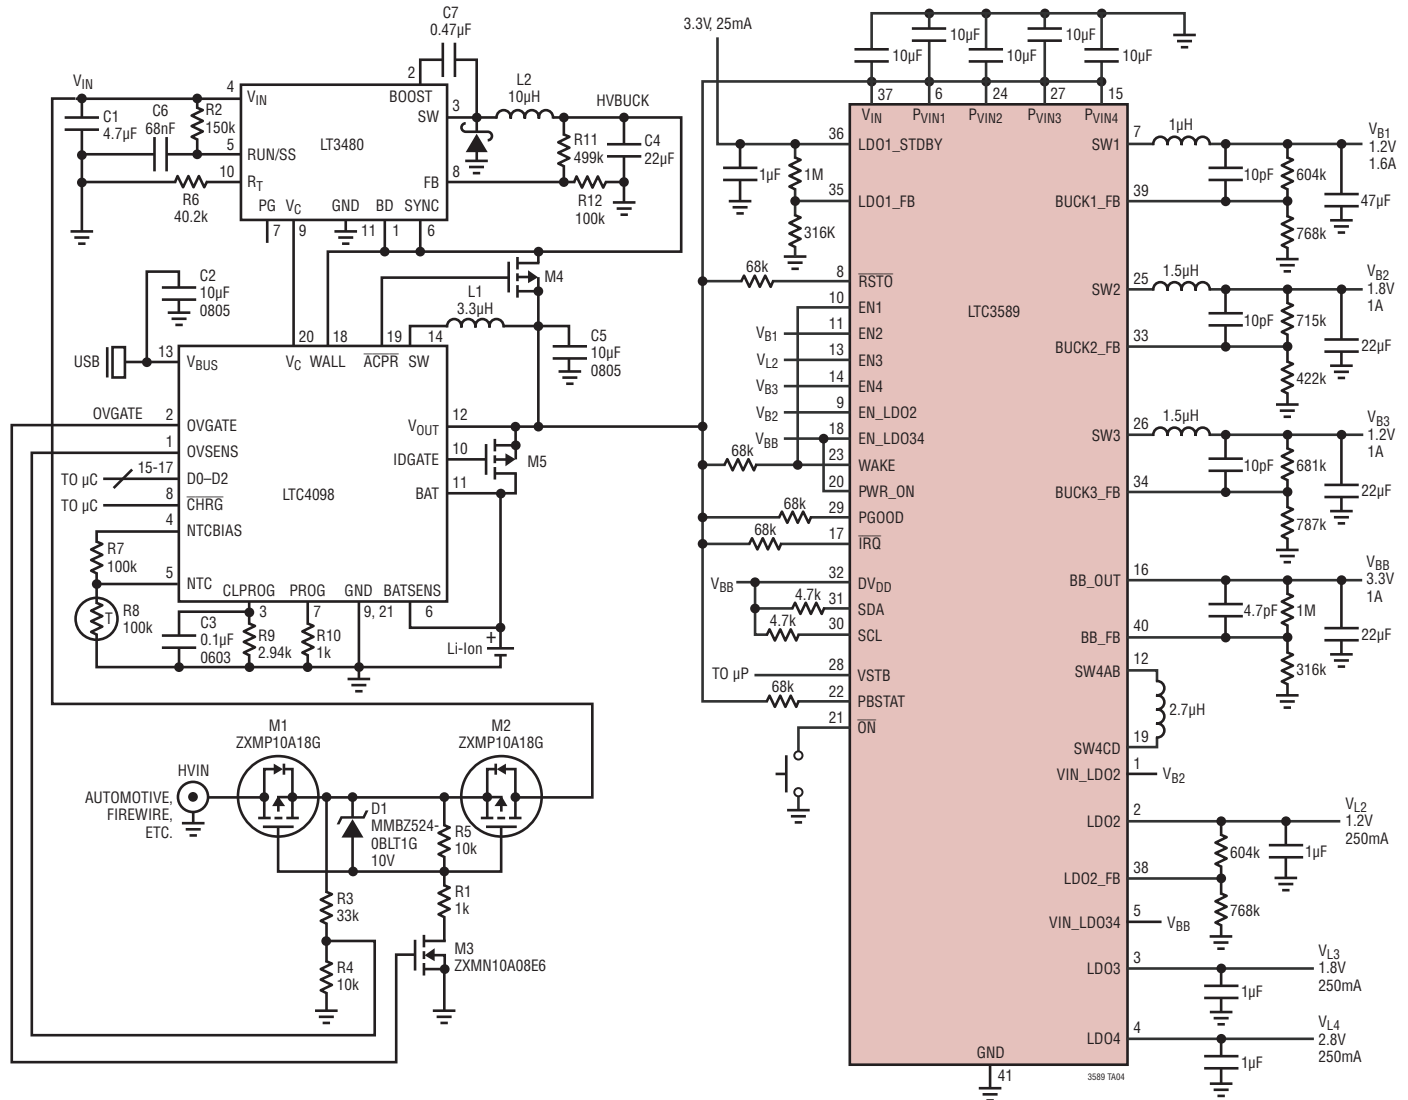 C7
0.47µF
3.3V, 25mA
10µF
10µF
10µF
10µF
10µF
VIN
C1
4.7µF
C6
68nF
R2
150k
4
VIN
2
BOOST
3
SW
L2
10µH
HVBUCK
LT3480
5
RUN/SS
R11
499k
C4
22µF
10
RT
R6
40.2k
8
FB
R12
100k
PG
VC
GND
BD
SYNC
7
9
11
1
6
M4
C2
10µF
0805
L1
3.3µH
C5
10µF
0805
USB
13
VBUS
20
18
19
14
VC
WALL
ACPR
SW
OVGATE
2
OVGATE
1
OVSENS
TO µC
15-17
D0–D2
TO µC
8
CHRG
4
NTCBIAS
LTC4098
12
VOUT
10
IDGATE
M5
11
BAT
R7
100k
5
NTC
T
R8
100k
CLPROG
PROG
GND
BATSENS
3
7
9, 21
6
C3
0.1µF
0603
R9
2.94k
R10
1k
Li-Ion
+
M1
ZXMP10A18G
M2
ZXMP10A18G
HVIN
AUTOMOTIVE,
FIREWIRE,
ETC.
D1
MMBZ524-
0BLT1G
10V
R5
10k
R3
33k
R1
1k
R4
10k
M3
ZXMN10A08E6
37
6
24
27
15
VIN
PVIN1
PVIN2
PVIN3
PVIN4
36
LDO1_STDBY
1µF
1M
35
LDO1_FB
316K
68k
8
RSTO
10
EN1
VB1
11
EN2
VL2
13
EN3
VB3
14
EN4
VB2
9
EN_LDO2
VBB
18
EN_LDO34
68k
23
WAKE
20
PWR_ON
68k
29
PGOOD
68k
17
IRQ
VBB
32
DVDD
4.7k
31
SDA
4.7k
30
SCL
TO µP
28
VSTB
68k
22
PBSTAT
21
ON
LTC3589
SW1
7
1µH
VB1
1.2V
1.6A
10pF
604k
47µF
BUCK1_FB
39
768k
SW2
25
1.5µH
VB2
1.8V
1A
10pF
715k
22µF
BUCK2_FB
33
422k
SW3
26
1.5µH
VB3
1.2V
1A
10pF
681k
22µF
BUCK3_FB
34
787k
BB_OUT
16
VBB
3.3V
1A
4.7pF
1M
22µF
BB_FB
40
316k
SW4AB
12
2.7µH
SW4CD
19
VIN_LDO2
1
VB2
LDO2
2
VL2
1.2V
250mA
604k
1µF
LDO2_FB
38
768k
VIN_LDO34
5
VBB
LDO3
3
VL3
1.8V
250mA
1µF
LDO4
4
VL4
2.8V
250mA
1µF
GND
41
3589 TA04